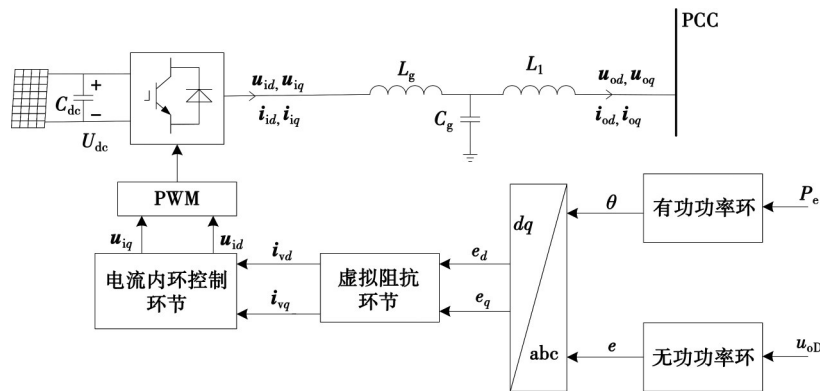 PCC
L_g
L_1
u_id, u_iq
i_id, i_iq
u_od, u_oq
i_od, i_oq
C_g
+
C_dc
−
U_dc
PWM
u_iq
u_id
电流内环控制
环节
i_vd
i_vq
虚拟阻抗
环节
e_d
e_q
dq
abc
θ
e
有功功率环
P_e
无功功率环
u_oD